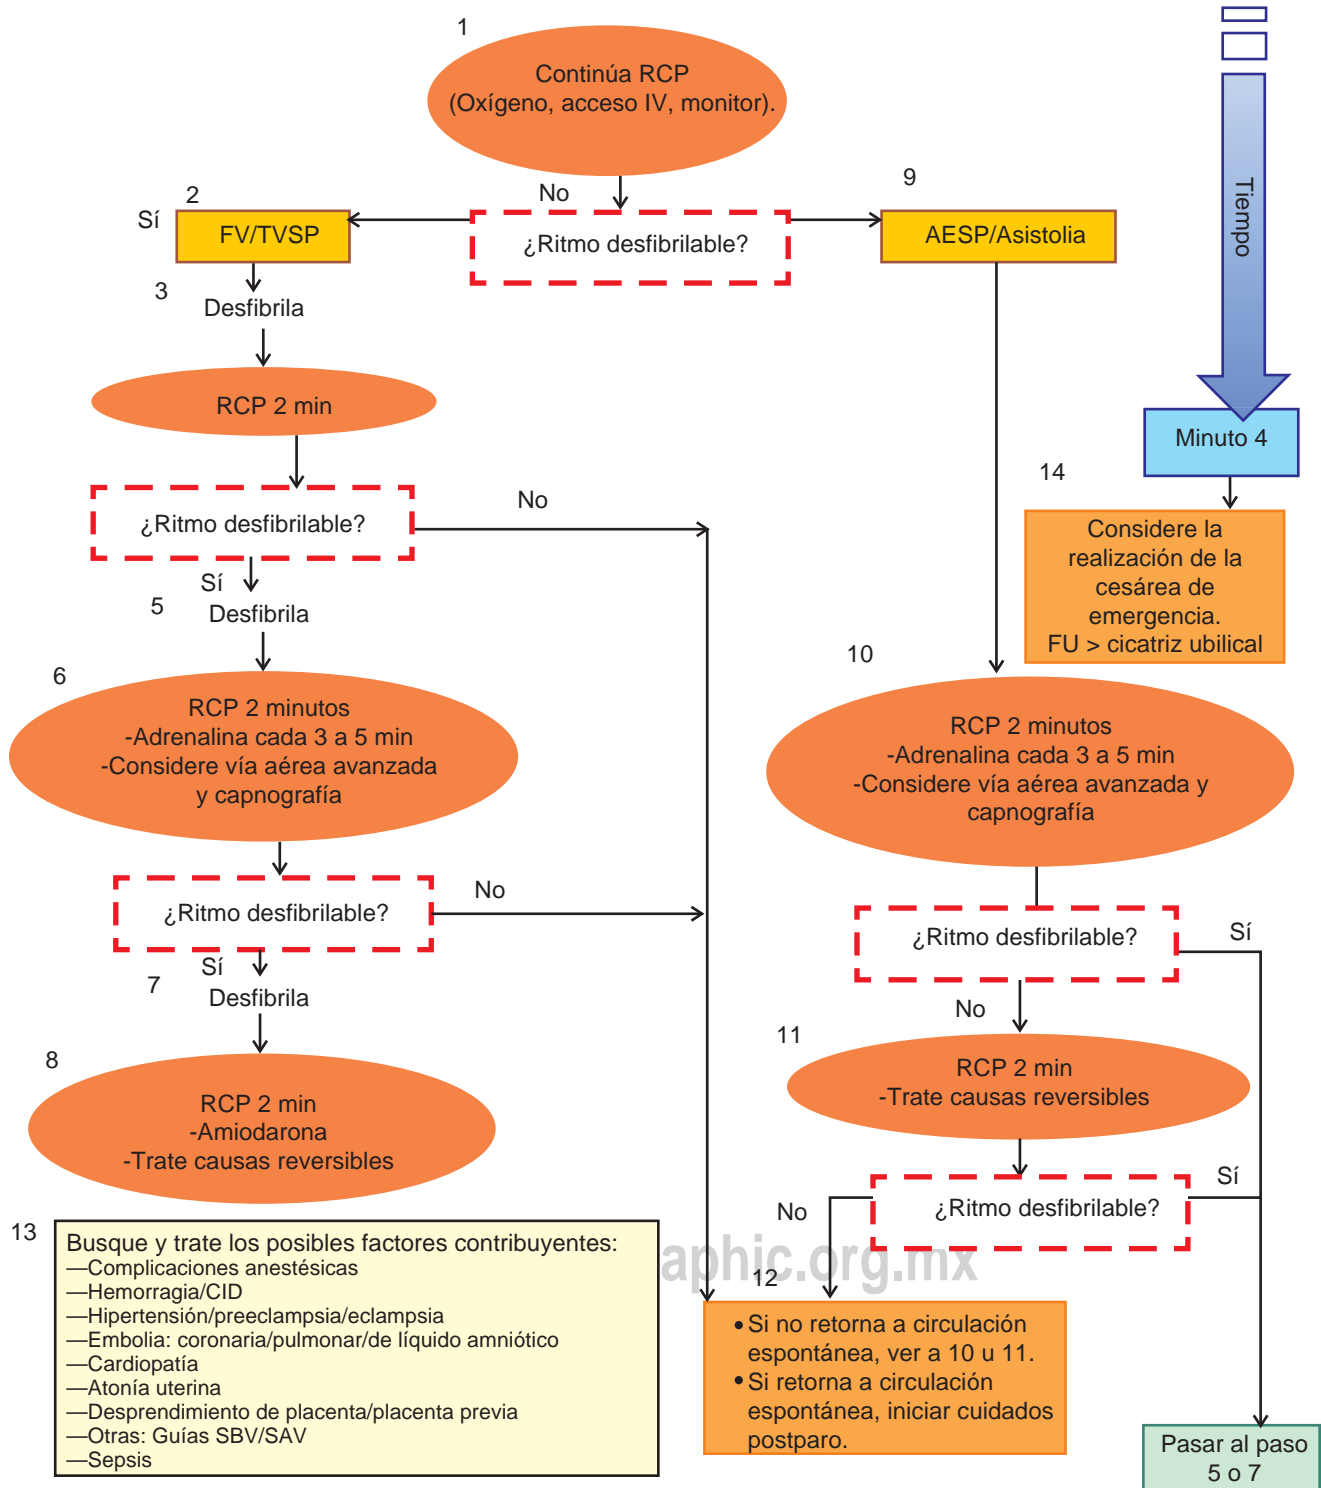 1
Continúa RCP
(Oxígeno, acceso IV, monitor).
No
2
Sí
FV/TVSP
¿Ritmo desfibrilable?
9
AESP/Asistolia
Tiempo
3
Desfibrila
RCP 2 min
Minuto 4
¿Ritmo desfibrilable?
No
14
Considere la
realización de la
cesárea de
emergencia.
FU > cicatriz ubilical
Sí
5
Desfibrila
6
RCP 2 minutos
-Adrenalina cada 3 a 5 min
-Considere vía aérea avanzada
y capnografía
10
RCP 2 minutos
-Adrenalina cada 3 a 5 min
-Considere vía aérea avanzada y
capnografía
¿Ritmo desfibrilable?
No
¿Ritmo desfibrilable?
Sí
Sí
7
Desfibrila
No
11
RCP 2 min
-Trate causas reversibles
8
RCP 2 min
-Amiodarona
-Trate causas reversibles
¿Ritmo desfibrilable?
Sí
No
13
Busque y trate los posibles factores contribuyentes:
—Complicaciones anestésicas
—Hemorragia/CID
—Hipertensión/preeclampsia/eclampsia
—Embolia: coronaria/pulmonar/de líquido amniótico
—Cardiopatía
—Atonía uterina
—Desprendimiento de placenta/placenta previa
—Otras: Guías SBV/SAV
—Sepsis
aphic.org.mx
12
• Si no retorna a circulación
espontánea, ver a 10 u 11.
• Si retorna a circulación
espontánea, iniciar cuidados
postparo.
Pasar al paso
5 o 7